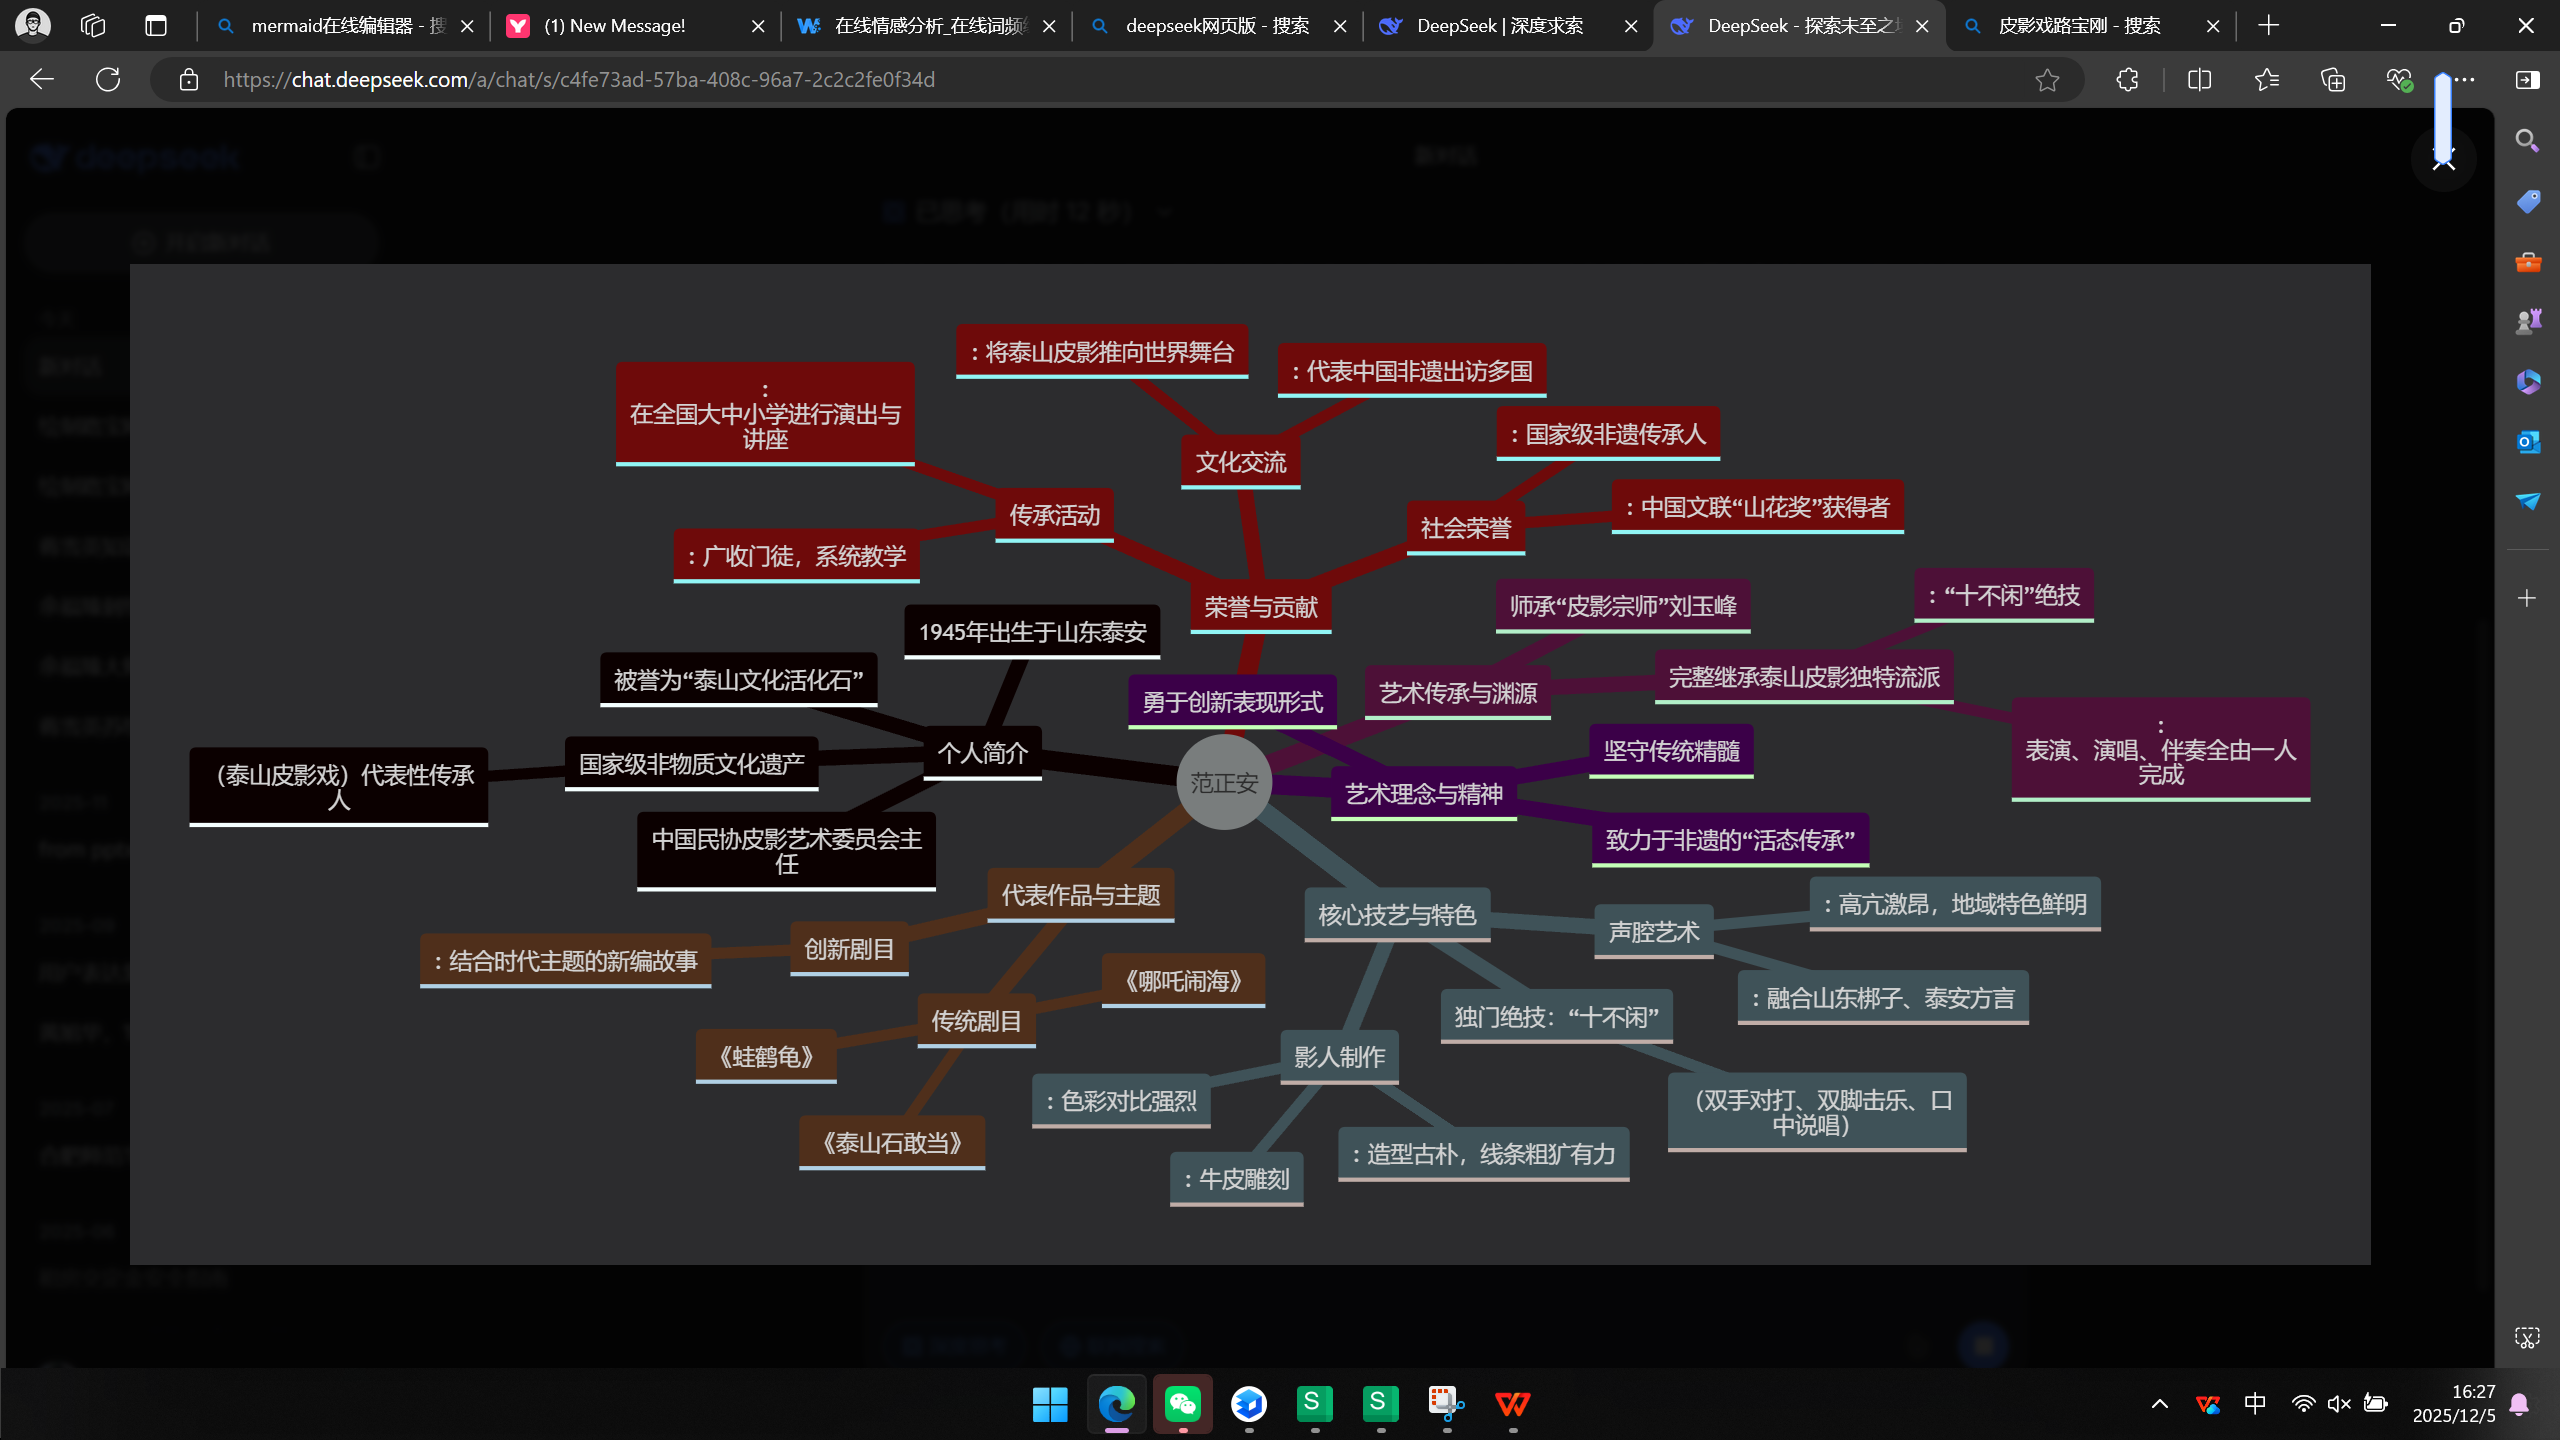 mermaid在线编辑器 - 搜
(1) New Message!
在线情感分析_在线词频
deepseek网页版 - 搜索
DeepSeek | 深度求索
DeepSeek - 探索未至之
皮影戏路宝刚 - 搜索
https://chat.deepseek.com/a/chat/s/c4fe73ad-57ba-408c-96a7-2c2c2fe0f34d
deepseek
新对话
已思考（用时 12 秒）
开启新对话
：将泰山皮影推向世界舞台
：代表中国非遗出访多国
：
在全国大中小学进行演出与
讲座
：国家级非遗传承人
文化交流
：中国文联“山花奖”获得者
传承活动
社会荣誉
：广收门徒，系统教学
荣誉与贡献
师承“皮影宗师”刘玉峰
：“十不闲”绝技
1945年出生于山东泰安
被誉为“泰山文化活化石”
勇于创新表现形式
艺术传承与渊源
完整继承泰山皮影独特流派
：
表演、演唱、伴奏全由一人
完成
个人简介
坚守传统精髓
国家级非物质文化遗产
（泰山皮影戏）代表性传承
人
范正安
艺术理念与精神
中国民协皮影艺术委员会主
任
致力于非遗的“活态传承”
代表作品与主题
核心技艺与特色
：高亢激昂，地域特色鲜明
声腔艺术
创新剧目
：结合时代主题的新编故事
《哪吒闹海》
：融合山东梆子、泰安方言
传统剧目
独门绝技：“十不闲”
《蛙鹤龟》
影人制作
：色彩对比强烈
（双手对打、双脚击乐、口
中说唱）
《泰山石敢当》
：造型古朴，线条粗犷有力
：牛皮雕刻
中
16:27
2025/12/5